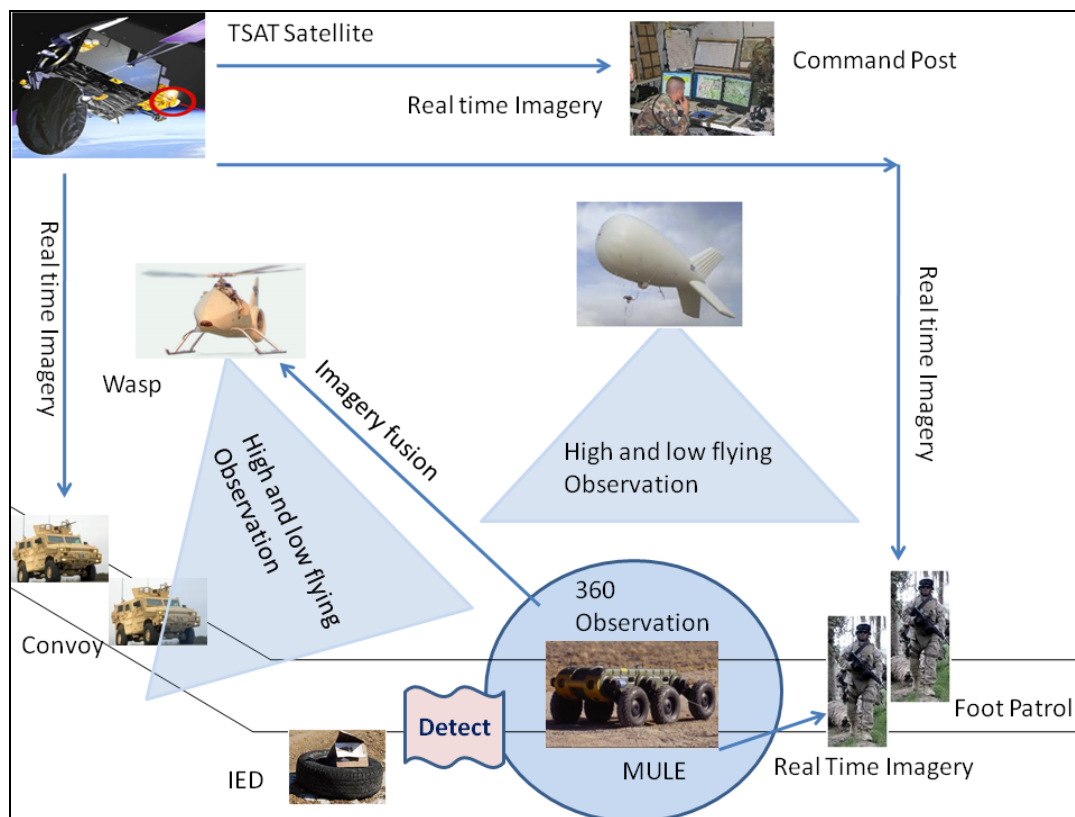 TSAT Satellite
Command Post
Real time Imagery
Real time Imagery
Real time Imagery
Wasp
Imagery fusion
High and low flying
Observation
High and low flying
Observation
360
Observation
Convoy
Detect
Foot Patrol
IED
MULE
Real Time Imagery